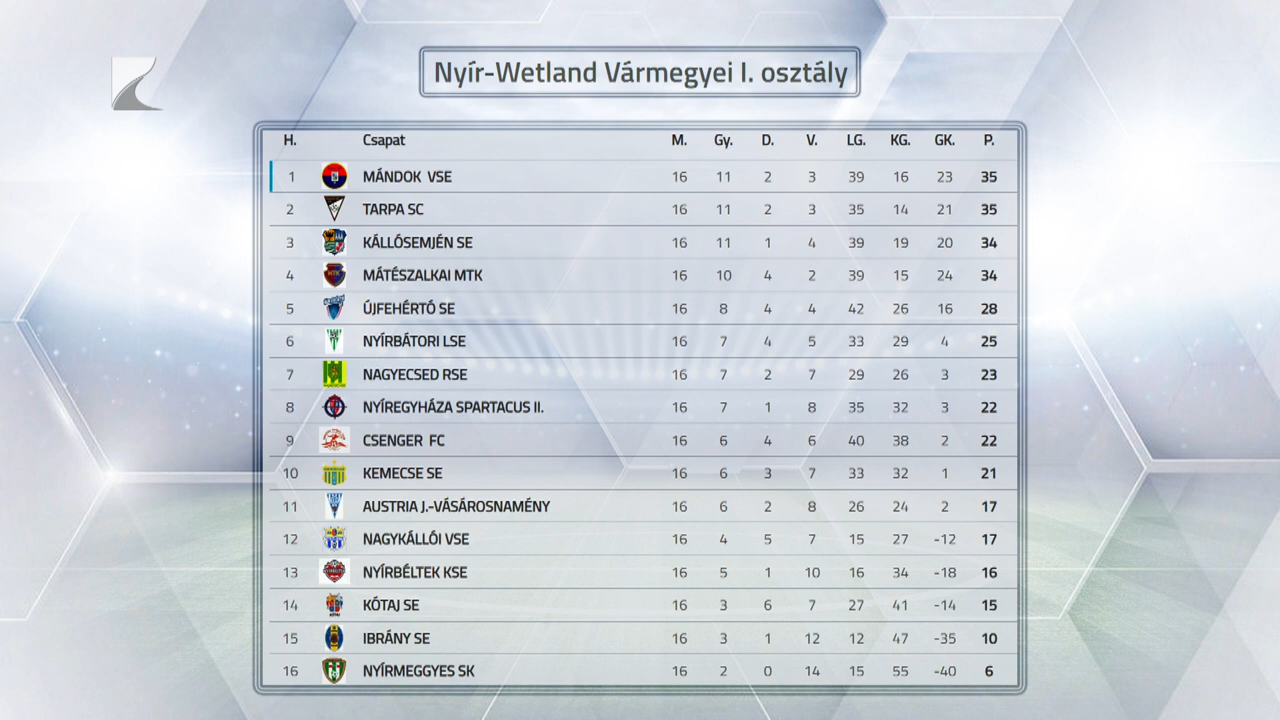 Nyír-Wetland Vármegyei I. osztály
H. Csapat M. Gy. D. V. LG. KG. GK. P.
1 MÁNDOK VSE 16 11 2 3 39 16 23 35
2 TARPA SC 16 11 2 3 35 14 21 35
3 KÁLLÓSEMJÉN SE 16 11 1 4 39 19 20 34
4 MÁTÉSZALKAI MTK 16 10 4 2 39 15 24 34
5 ÚJFEHÉRTÓ SE 16 8 4 4 42 26 16 28
6 NYÍRBÁTORI LSE 16 7 4 5 33 29 4 25
7 NAGYECSED RSE 16 7 2 7 29 26 3 23
8 NYÍREGYHÁZA SPARTACUS II. 16 7 1 8 35 32 3 22
9 CSENGER FC 16 6 4 6 40 38 2 22
10 KEMECSE SE 16 6 3 7 33 32 1 21
11 AUSTRIA J.-VÁSÁROSNAMÉNY 16 6 2 8 26 24 2 17
12 NAGYKÁLLÓI VSE 16 4 5 7 15 27 -12 17
13 NYÍRBÉLTEK KSE 16 5 1 10 16 34 -18 16
14 KÓTAJ SE 16 3 6 7 27 41 -14 15
15 IBRÁNY SE 16 3 1 12 12 47 -35 10
16 NYÍRMEGGYES SK 16 2 0 14 15 55 -40 6